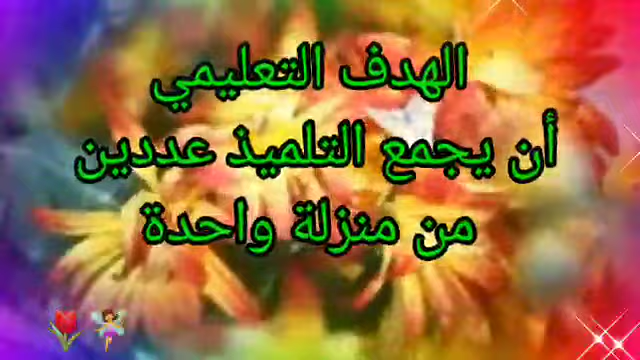 الهدف التعليمي
أن يجمع التلميذ عددين
من منزلة واحدة